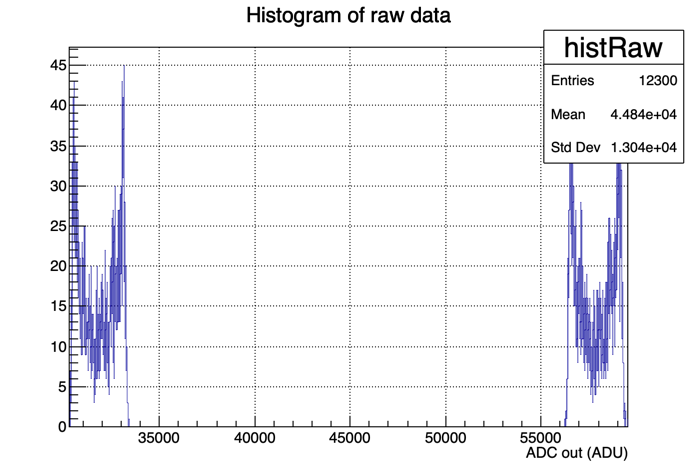 Histogram of raw data
histRaw
Entries 12300
Mean 4.484e+04
Std Dev 1.304e+04
45
40
35
30
25
20
15
10
5
0
35000 40000 45000 50000 55000
ADC out (ADU)